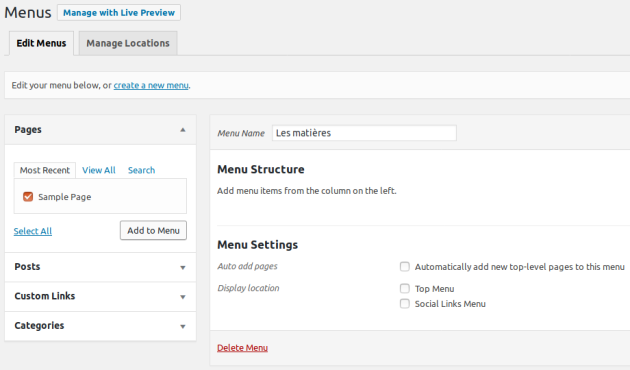 Menus Manage with Live Preview
Edit Menus Manage Locations
Edit your menu below, or create a new menu.
Pages
Most Recent View All Search
Sample Page
Select All Add to Menu
Posts
Custom Links
Categories
Menu Name Les matières
Menu Structure
Add menu items from the column on the left.
Menu Settings
Auto add pages Automatically add new top-level pages to this menu
Display location Top Menu
Social Links Menu
Delete Menu